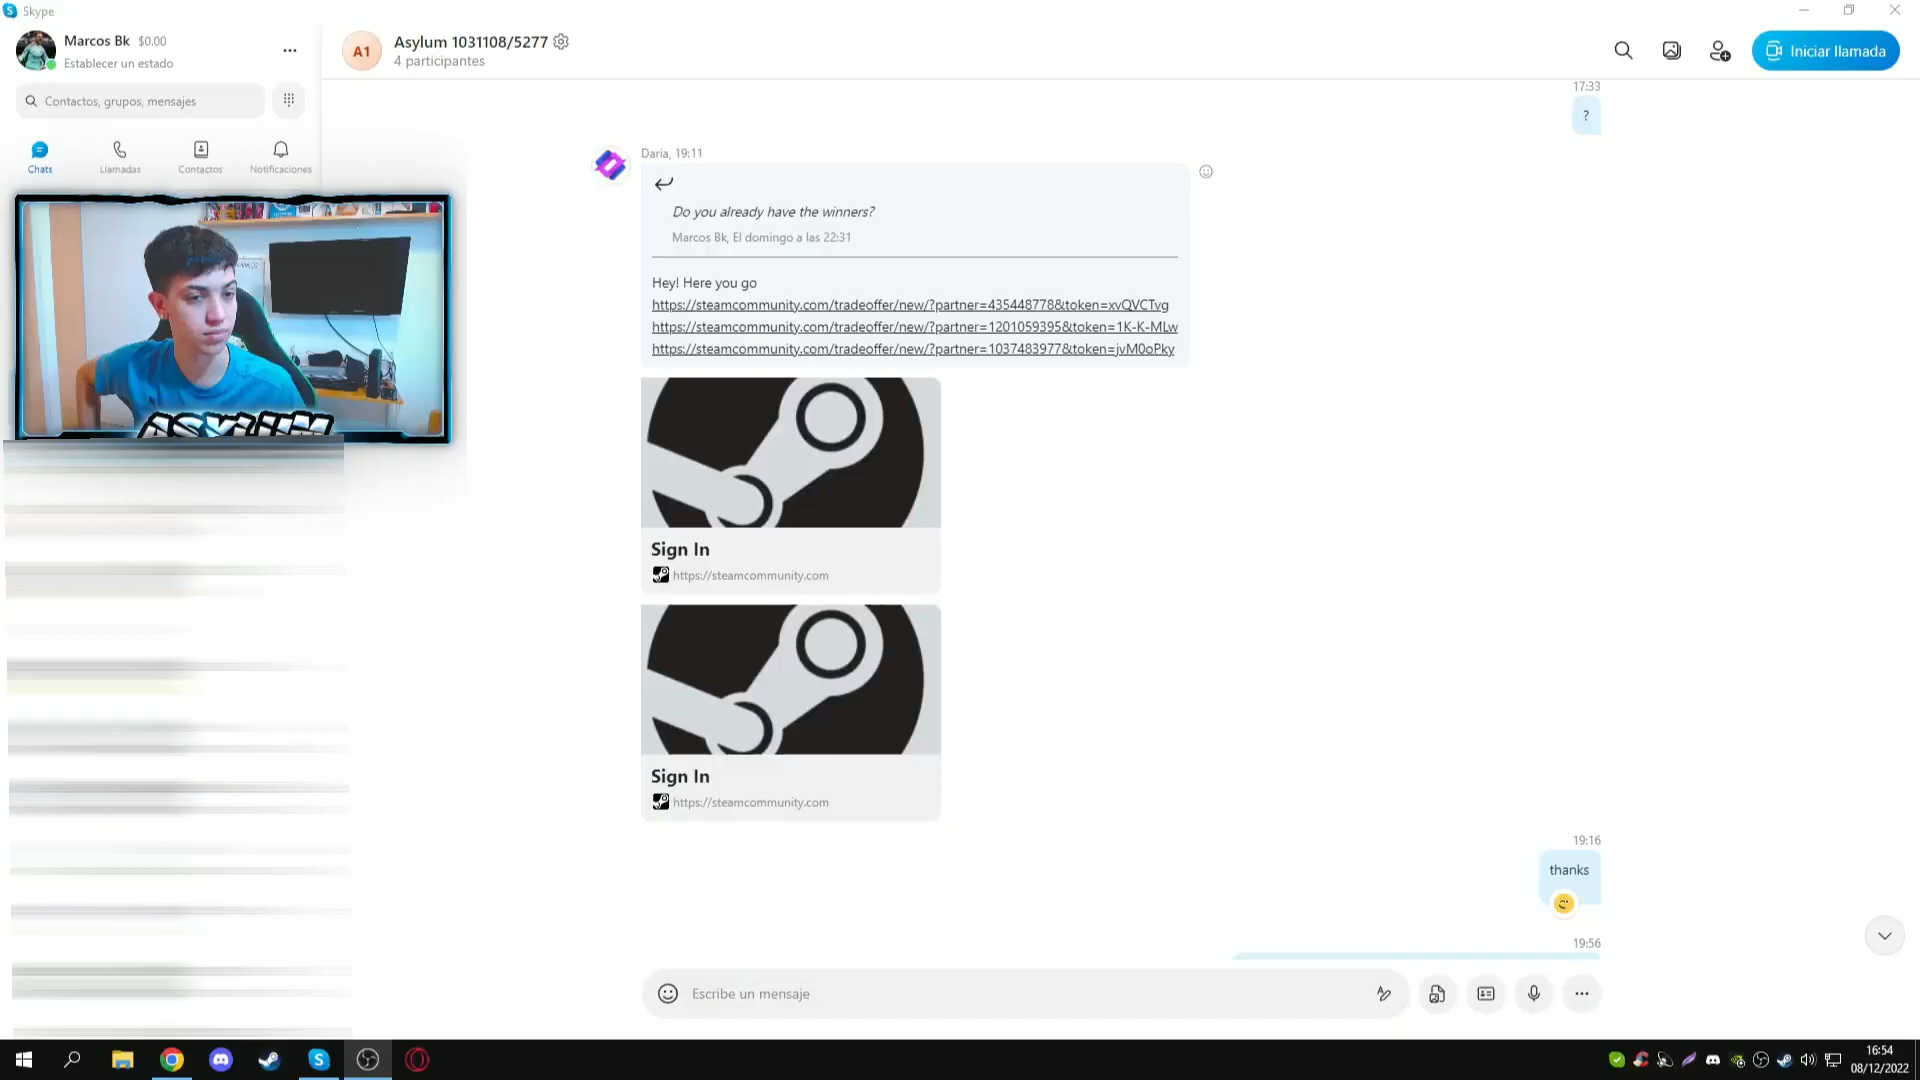 Skype
Marcos Bk $0.00
Establecer un estado
Contactos, grupos, mensajes
Chats
Llamadas
Contactos
Notificaciones
ASYLUM
A1
Asylum 1031108/5277
4 participantes
Iniciar llamada
17:33
?
Daria, 19:11
Do you already have the winners?
Marcos Bk, El domingo a las 22:31
Hey! Here you go
https://steamcommunity.com/tradeoffer/new/?partner=435448778&token=xvQVCTvg
https://steamcommunity.com/tradeoffer/new/?partner=1201059395&token=1K-K-MLw
https://steamcommunity.com/tradeoffer/new/?partner=1037483977&token=jvM0oPky
Sign In
https://steamcommunity.com
Sign In
https://steamcommunity.com
19:16
thanks
19:56
Escribe un mensaje
16:54
08/12/2022